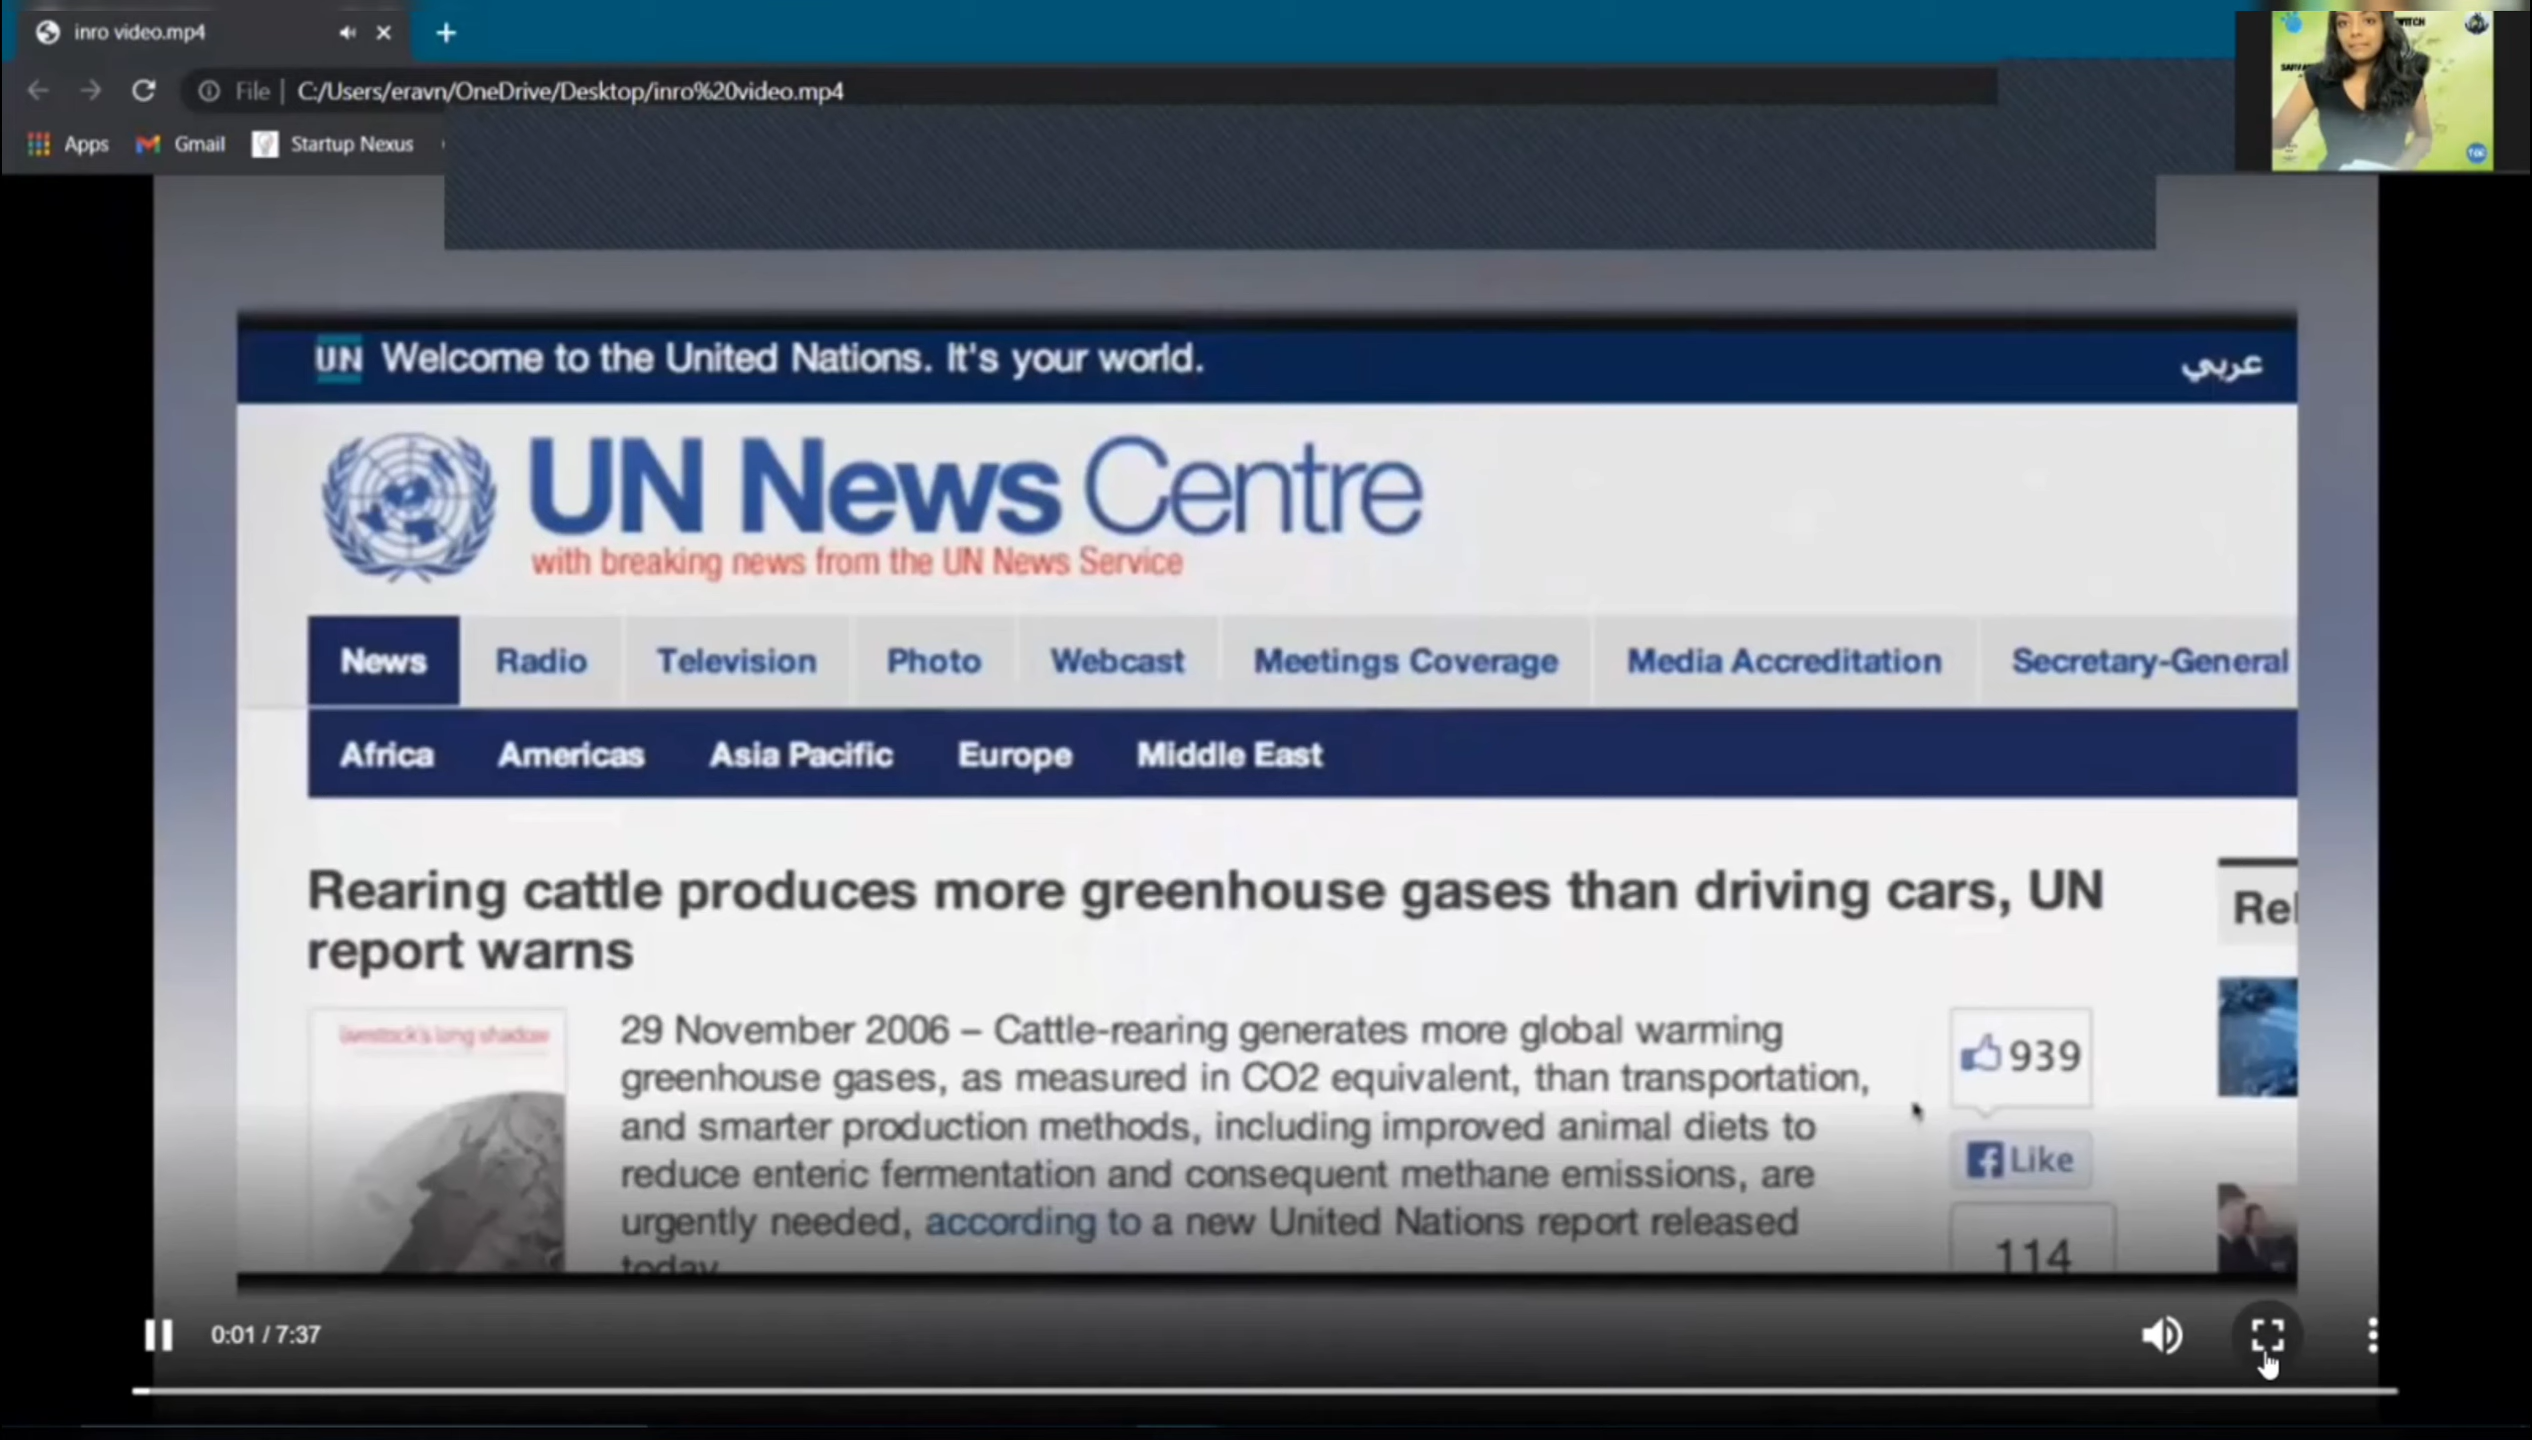 inro video.mp4
File | C:/Users/eravn/OneDrive/Desktop/inro%20video.mp4
Apps Gmail Startup Nexus
UN Welcome to the United Nations. It's your world. عربي
UN News Centre
with breaking news from the UN News Service
News Radio Television Photo Webcast Meetings Coverage Media Accreditation Secretary-General
Africa Americas Asia Pacific Europe Middle East
Rearing cattle produces more greenhouse gases than driving cars, UN
report warns
Rel
livestock's long shadow
29 November 2006 – Cattle-rearing generates more global warming
greenhouse gases, as measured in CO2 equivalent, than transportation,
and smarter production methods, including improved animal diets to
reduce enteric fermentation and consequent methane emissions, are
urgently needed, according to a new United Nations report released
today
939
Like
114
0:01 / 7:37